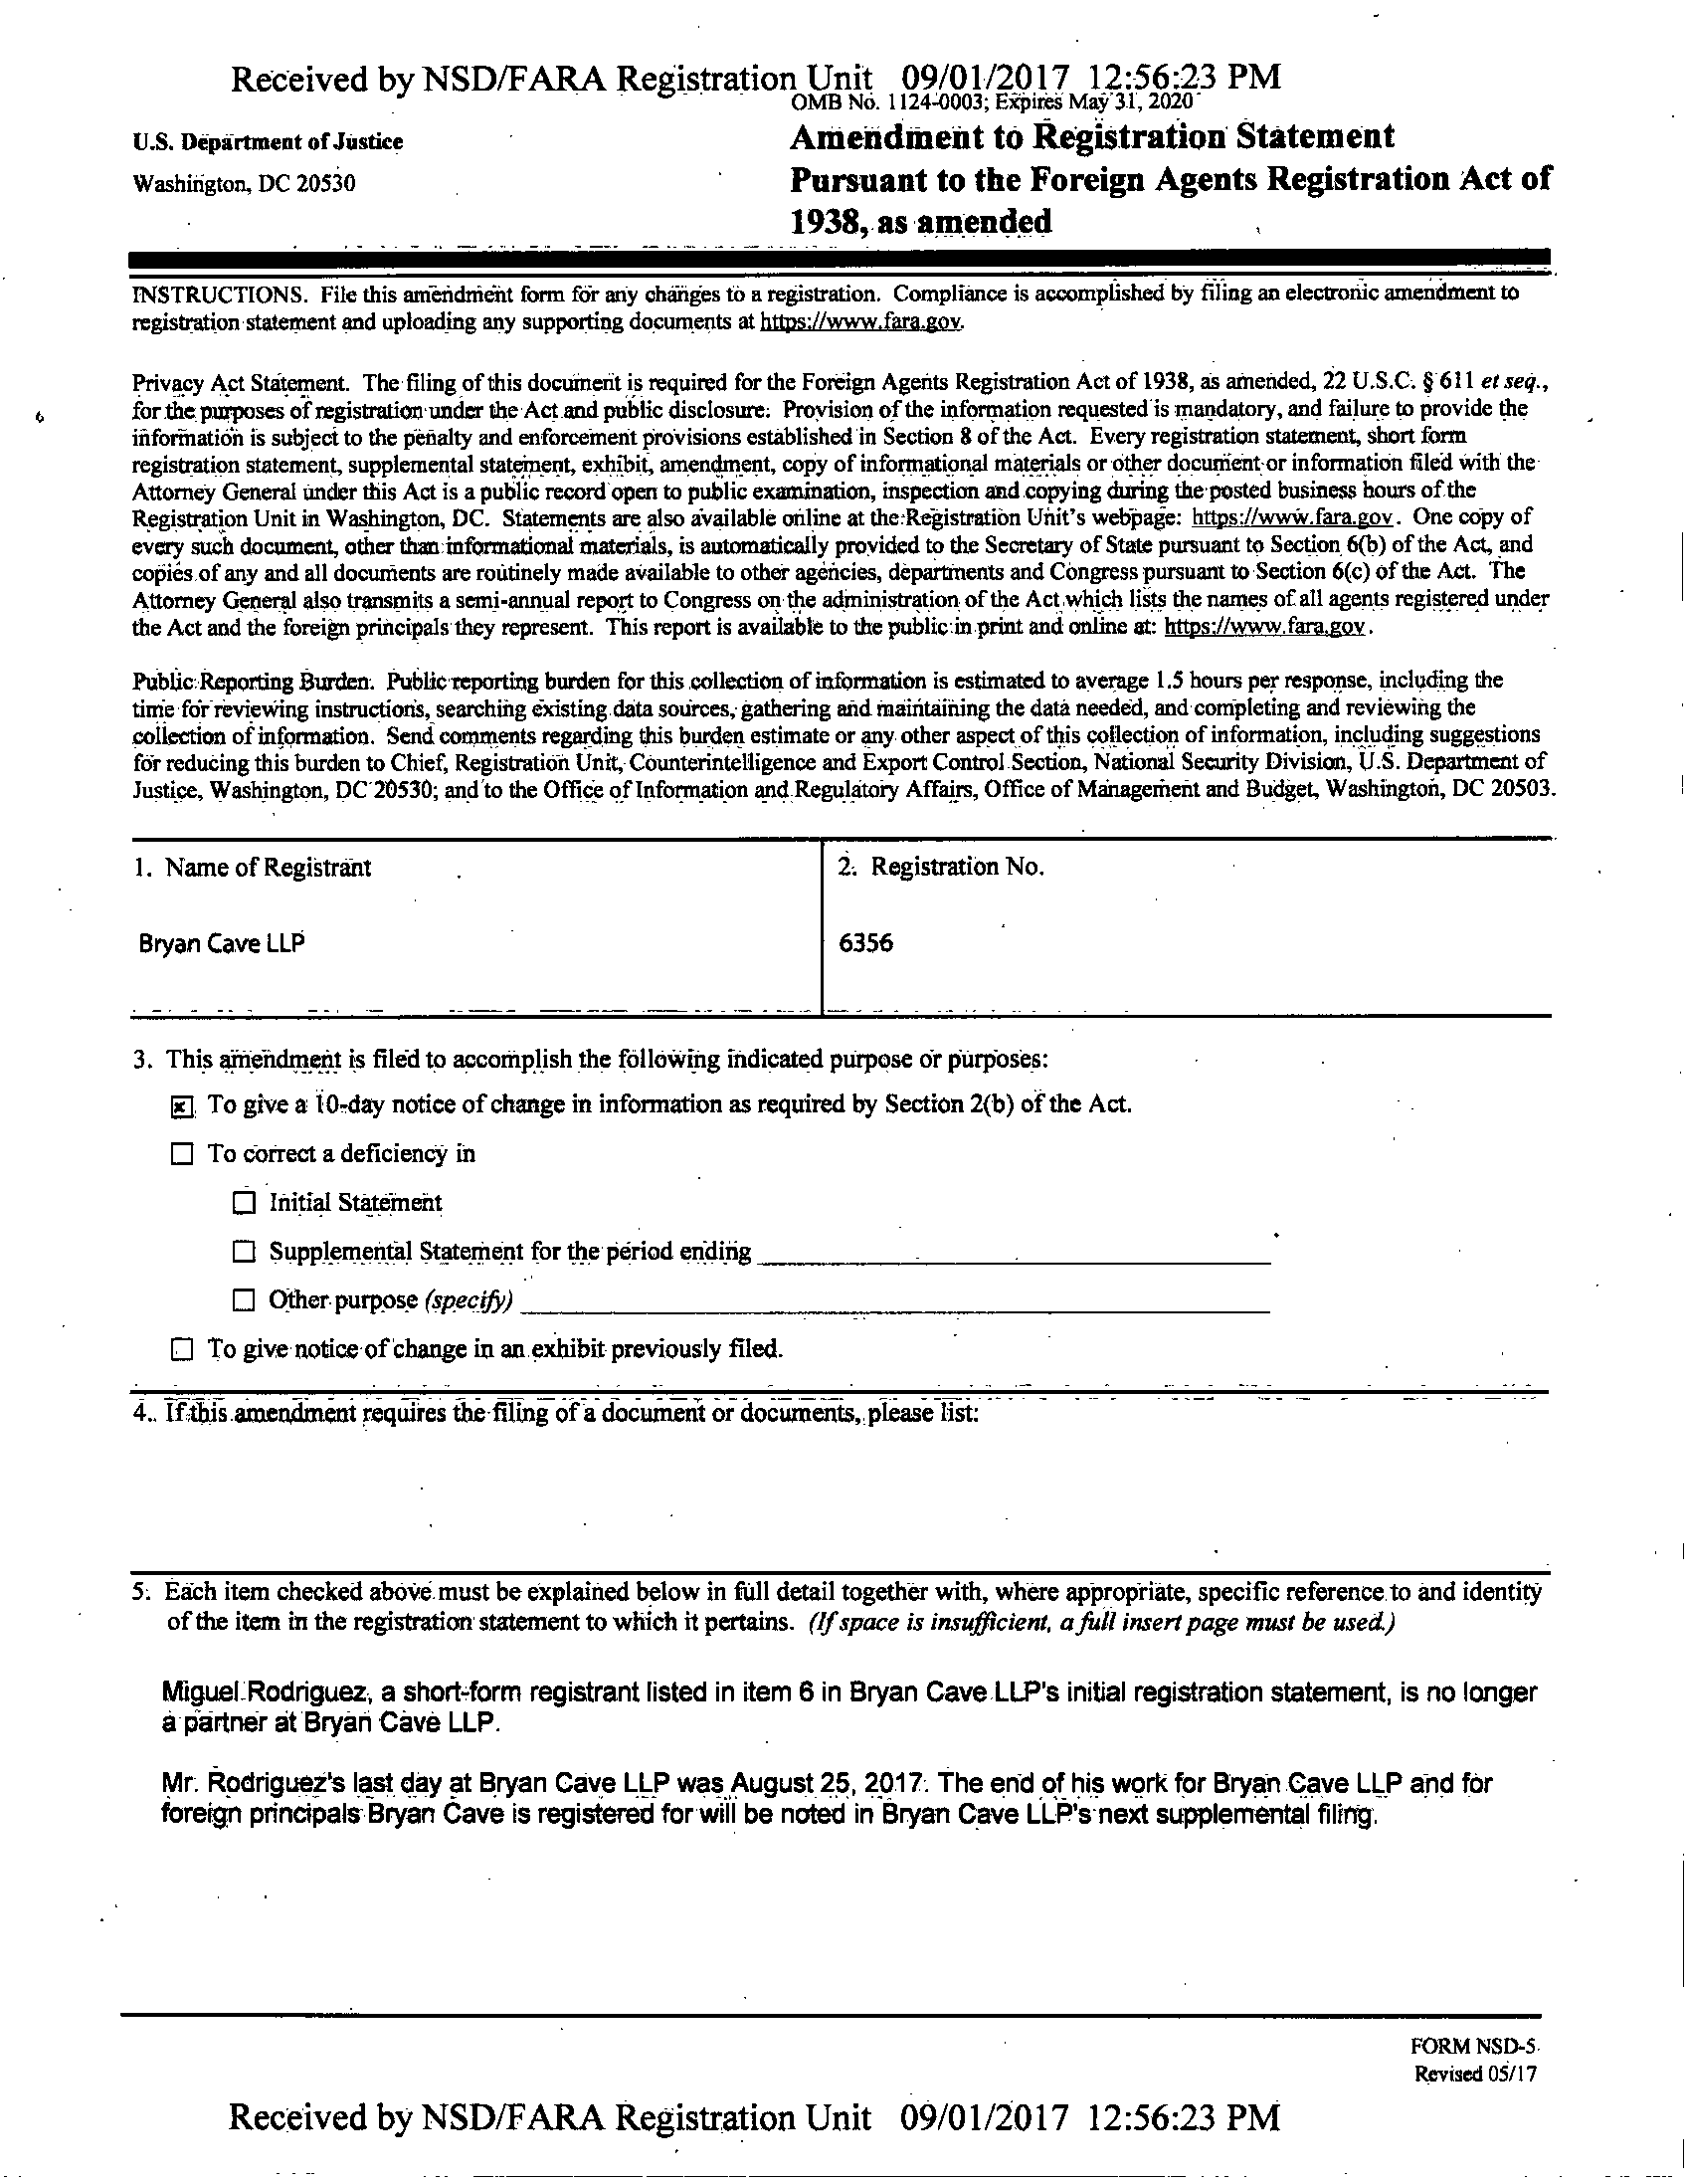 Received by NSD/FARA Registration Unit 09/01/2017 12:56:23 PM
OMB No. 1124-0003; Expires May 31, 2020
U.S. Department of Justice
Washington, DC 20530
Amendment to Registration Statement
Pursuant to the Foreign Agents Registration Act of
1938, as amended
INSTRUCTIONS. File this amendment form for any changes to a registration. Compliance is accomplished by filing an electronic amendment to
registration statement and uploading any supporting documents at https://www.fara.gov.
Privacy Act Statement. The filing of this document is required for the Foreign Agents Registration Act of 1938, as amended, 22 U.S.C. § 611 et seq.,
for the purposes of registration under the Act and public disclosure. Provision of the information requested is mandatory, and failure to provide the
information is subject to the penalty and enforcement provisions established in Section 8 of the Act. Every registration statement, short form
registration statement, supplemental statement, exhibit, amendment, copy of informational materials or other document or information filed with the
Attorney General under this Act is a public record open to public examination, inspection and copying during the posted business hours of the
Registration Unit in Washington, DC. Statements are also available online at the Registration Unit's webpage: https://www.fara.gov. One copy of
every such document, other than informational materials, is automatically provided to the Secretary of State pursuant to Section 6(b) of the Act, and
copies of any and all documents are routinely made available to other agencies, departments and Congress pursuant to Section 6(c) of the Act. The
Attorney General also transmits a semi-annual report to Congress on the administration of the Act which lists the names of all agents registered under
the Act and the foreign principals they represent. This report is available to the public in print and online at: https://www.fara.gov.
Public Reporting Burden. Public reporting burden for this collection of information is estimated to average 1.5 hours per response, including the
time for reviewing instructions, searching existing data sources, gathering and maintaining the data needed, and completing and reviewing the
collection of information. Send comments regarding this burden estimate or any other aspect of this collection of information, including suggestions
for reducing this burden to Chief, Registration Unit, Counterintelligence and Export Control Section, National Security Division, U.S. Department of
Justice, Washington, DC 20530; and to the Office of Information and Regulatory Affairs, Office of Management and Budget, Washington, DC 20503.
1. Name of Registrant
2. Registration No.
Bryan Cave LLP
6356
3. This amendment is filed to accomplish the following indicated purpose or purposes:
☒ To give a 10-day notice of change in information as required by Section 2(b) of the Act.
☐ To correct a deficiency in
☐ Initial Statement
☐ Supplemental Statement for the period ending
☐ Other purpose (specify)
☐ To give notice of change in an exhibit previously filed.
4. If this amendment requires the filing of a document or documents, please list:
5. Each item checked above must be explained below in full detail together with, where appropriate, specific reference to and identity
of the item in the registration statement to which it pertains. (If space is insufficient, a full insert page must be used.)
Miguel Rodriguez, a short-form registrant listed in item 6 in Bryan Cave LLP's initial registration statement, is no longer
a partner at Bryan Cave LLP.
Mr. Rodriguez's last day at Bryan Cave LLP was August 25, 2017. The end of his work for Bryan Cave LLP and for
foreign principals Bryan Cave is registered for will be noted in Bryan Cave LLP's next supplemental filing.
FORM NSD-5
Revised 05/17
Received by NSD/FARA Registration Unit 09/01/2017 12:56:23 PM